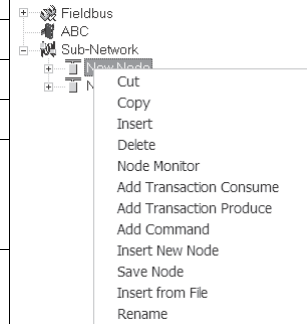 Fieldbus
ABC
Sub-Network
New Node
N
Cut
Copy
Insert
Delete
Node Monitor
Add Transaction Consume
Add Transaction Produce
Add Command
Insert New Node
Save Node
Insert from File
Rename